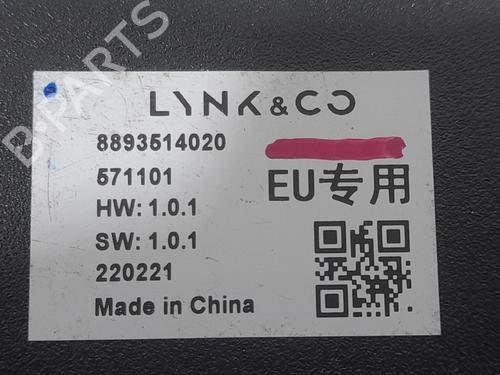 LYNK & CO
8893514020
571101
EU专用
HW: 1.0.1
SW: 1.0.1
220221
Made in China
B-PARTS